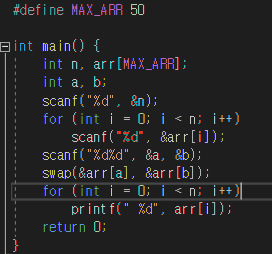 #define MAX_ARR 50
int main() {
int n, arr[MAX_ARR];
int a, b;
scanf("%d", &n);
for (int i = 0; i < n; i++)
scanf("%d", &arr[i]);
scanf("%d%d", &a, &b);
swap(&arr[a], &arr[b]);
for (int i = 0; i < n; i++)
printf(" %d", arr[i]);
return 0;
}